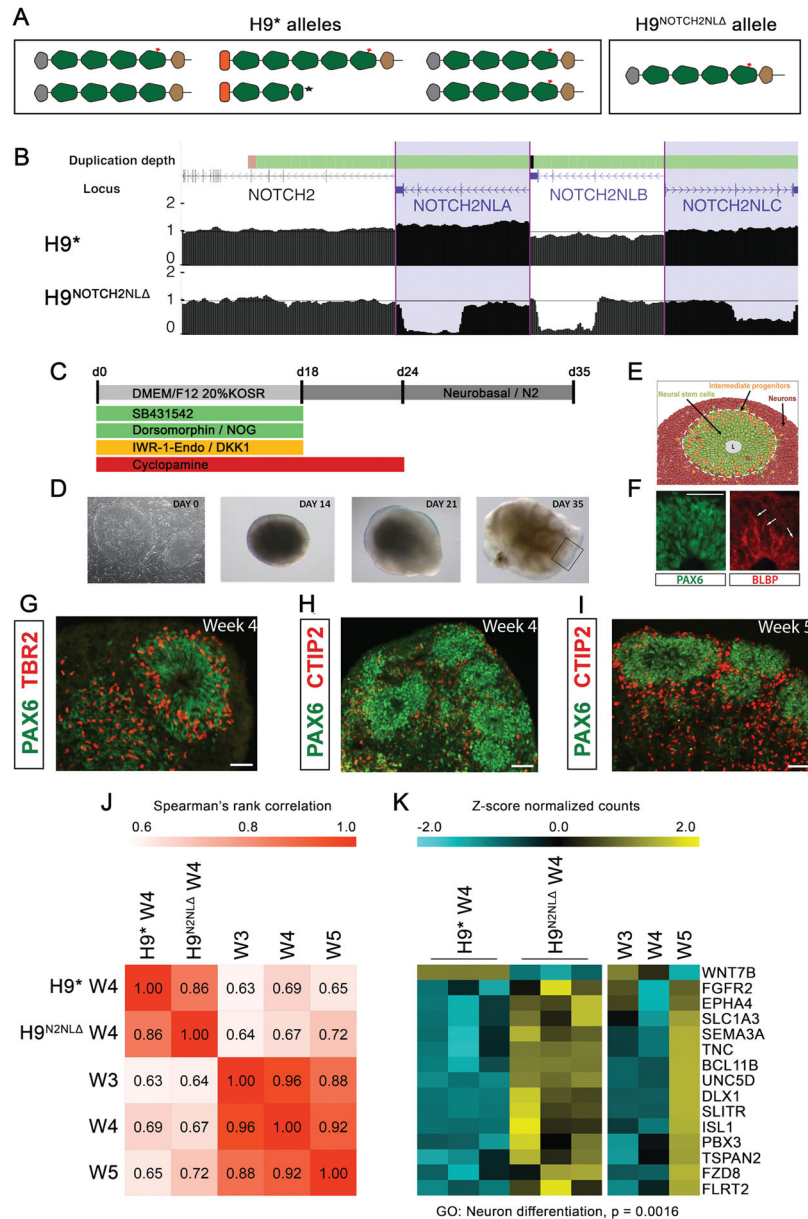 A
H9* alleles
H9NOTCH2NLΔ allele
B
Duplication depth
Locus
NOTCH2
NOTCH2NLA
NOTCH2NLB
NOTCH2NLC
2
1
0
H9*
2
1
0
H9NOTCH2NLΔ
C
d0
d18
d24
d35
DMEM/F12 20%KOSR
Neurobasal / N2
SB431542
Dorsomorphin / NOG
IWR-1-Endo / DKK1
Cyclopamine
D
DAY 0
DAY 14
DAY 21
DAY 35
E
Intermediate progenitors
Neural stem cells
Neurons
L
F
PAX6
BLBP
G
PAX6 TBR2
Week 4
H
PAX6 CTIP2
Week 4
I
PAX6 CTIP2
Week 5
J
Spearman's rank correlation
0.6 0.8 1.0
H9* W4
H9N2NLΔ W4
W3
W4
W5
H9* W4 1.00 0.86 0.63 0.69 0.65
H9N2NLΔ W4 0.86 1.00 0.64 0.67 0.72
W3 0.63 0.64 1.00 0.96 0.88
W4 0.69 0.67 0.96 1.00 0.92
W5 0.65 0.72 0.88 0.92 1.00
K
Z-score normalized counts
-2.0 0.0 2.0
H9* W4
H9N2NLΔ W4
W3
W4
W5
WNT7B
FGFR2
EPHA4
SLC1A3
SEMA3A
TNC
BCL11B
UNC5D
DLX1
SLITR
ISL1
PBX3
TSPAN2
FZD8
FLRT2
GO: Neuron differentiation, p = 0.0016